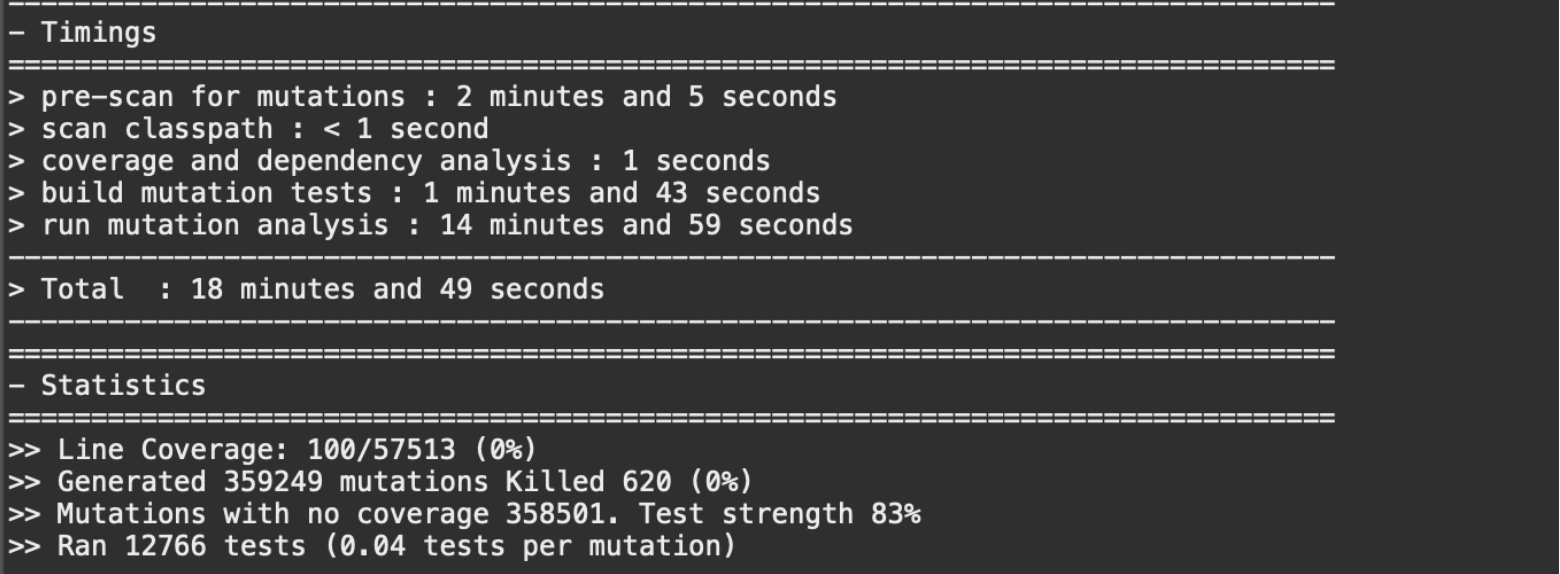 --------------------------------------------------------------------------------
- Timings
================================================================================
> pre-scan for mutations : 2 minutes and 5 seconds
> scan classpath : < 1 second
> coverage and dependency analysis : 1 seconds
> build mutation tests : 1 minutes and 43 seconds
> run mutation analysis : 14 minutes and 59 seconds
--------------------------------------------------------------------------------
> Total  : 18 minutes and 49 seconds
--------------------------------------------------------------------------------
================================================================================
- Statistics
================================================================================
>> Line Coverage: 100/57513 (0%)
>> Generated 359249 mutations Killed 620 (0%)
>> Mutations with no coverage 358501. Test strength 83%
>> Ran 12766 tests (0.04 tests per mutation)